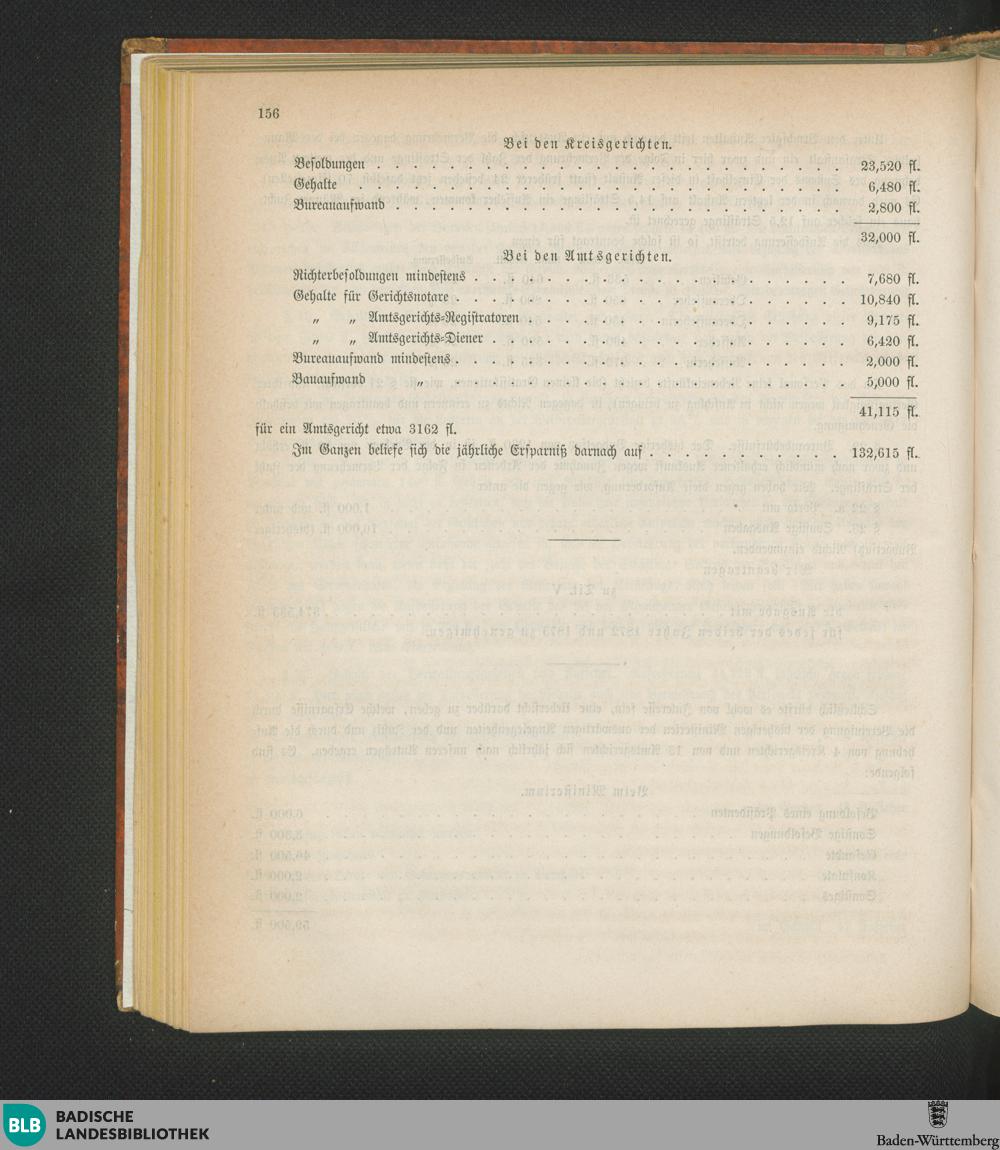 156
Bei den Kreisgerichten.
Besoldungen . . . . . . . . . . . . . . . . . . . . . . . . . . 23,520 fl.
Gehalte . . . . . . . . . . . . . . . . . . . . . . . . . . . 6,480 fl.
Bureauaufwand . . . . . . . . . . . . . . . . . . . . . . . . . 2,800 fl.
32,000 fl.
Bei den Amtsgerichten.
Richterbesoldungen mindestens . . . . . . . . . . . . . . . . . . . . 7,680 fl.
Gehalte für Gerichtsnotare . . . . . . . . . . . . . . . . . . . . . 10,840 fl.
„ „ Amtsgerichts-Registratoren . . . . . . . . . . . . . . . . . 9,175 fl.
„ „ Amtsgerichts-Diener . . . . . . . . . . . . . . . . . . . 6,420 fl.
Bureauaufwand mindestens . . . . . . . . . . . . . . . . . . . . . 2,000 fl.
Bauaufwand „ . . . . . . . . . . . . . . . . . . . . . 5,000 fl.
41,115 fl.
für ein Amtsgericht etwa 3162 fl.
Im Ganzen beliefe sich die jährliche Ersparniß darnach auf . . . . . . . . . . 132,615 fl.
BLB BADISCHE
LANDESBIBLIOTHEK
Baden-Württemberg